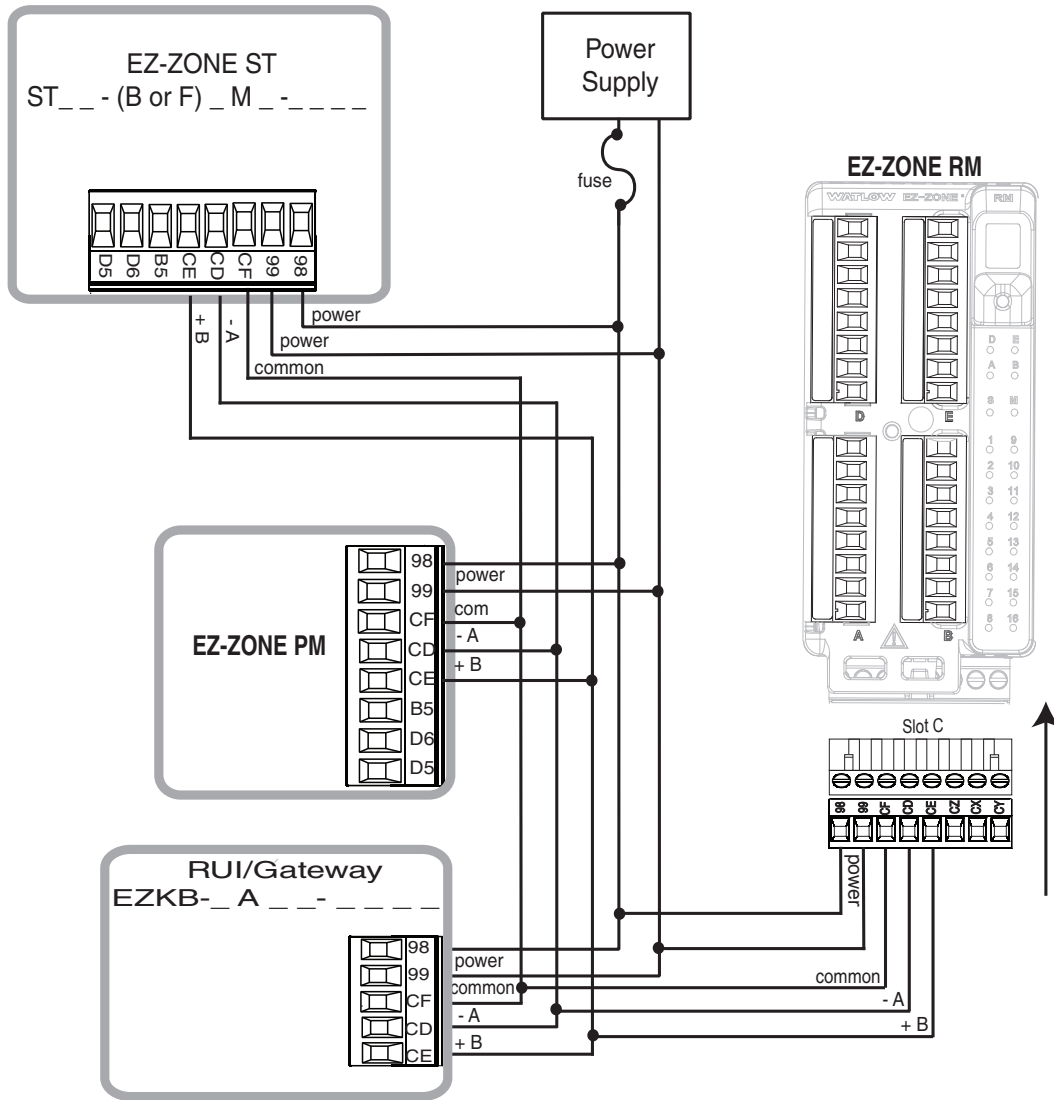 EZ-ZONE ST
ST_ _ - (B or F) _ M _ -_ _ _ _
D5
D6
B5
CE
CD
CF
99
98
+ B
- A
power
power
common
Power
Supply
fuse
EZ-ZONE RM
WATLOW EZ-ZONE®
RM
D E
A B
S M
1 9
2 10
3 11
4 12
5 13
6 14
7 15
8 16
D
E
A
B
EZ-ZONE PM
98
99
CF
CD
CE
B5
D6
D5
power
com
- A
+ B
Slot C
98
99
CF
CD
CE
CZ
CX
CY
power
common
- A
+ B
RUI/Gateway
EZKB-_ A _ _- _ _ _ _
98
99
CF
CD
CE
power
common
- A
+ B